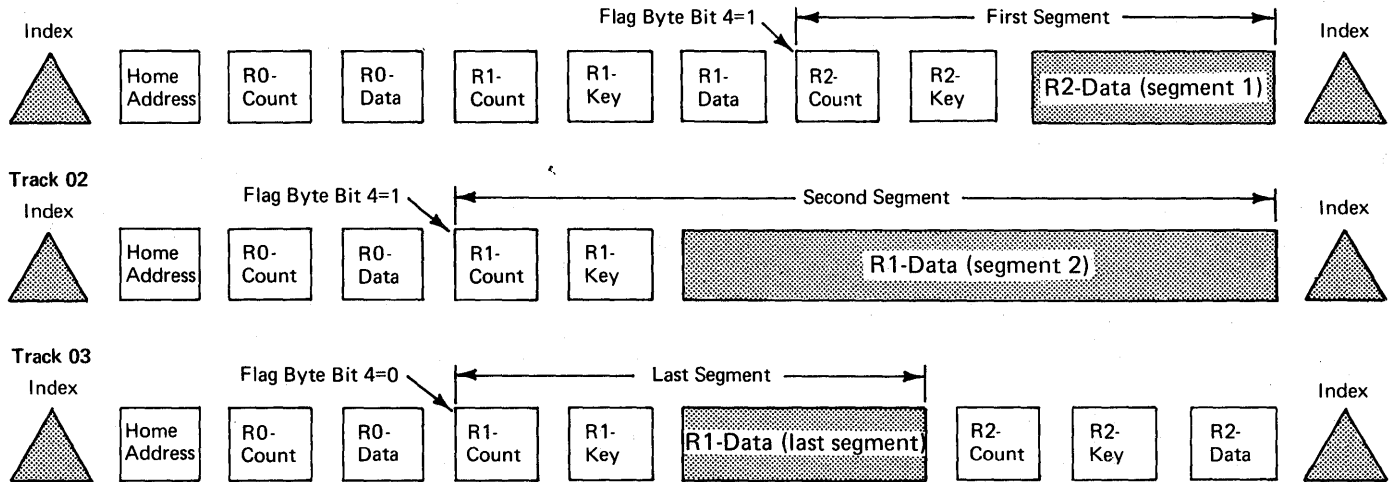 Flag Byte Bit 4=1
First Segment
Index
Index
Home Address
R0-Count
R0-Data
R1-Count
R1-Key
R1-Data
R2-Count
R2-Key
R2-Data (segment 1)
Track 02
Index
Flag Byte Bit 4=1
Second Segment
Index
Home Address
R0-Count
R0-Data
R1-Count
R1-Key
R1-Data (segment 2)
Track 03
Index
Flag Byte Bit 4=0
Last Segment
Index
Home Address
R0-Count
R0-Data
R1-Count
R1-Key
R1-Data (last segment)
R2-Count
R2-Key
R2-Data